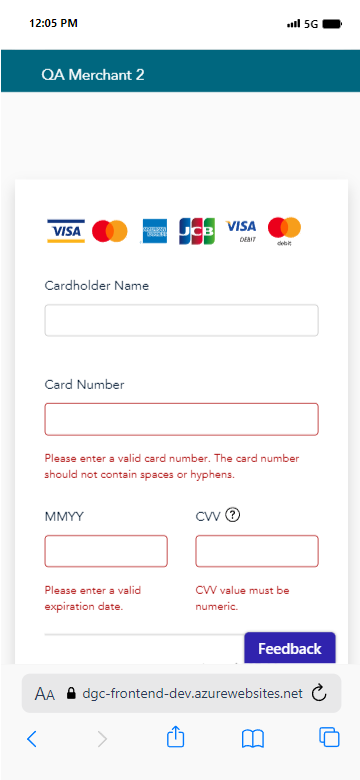 12:05 PM 5G
QA Merchant 2
VISA AMERICAN EXPRESS JCB VISA DEBIT debit
Cardholder Name
Card Number
Please enter a valid card number. The card number
should not contain spaces or hyphens.
MMYY CVV ?
Please enter a valid CVV value must be
expiration date. numeric.
Feedback
AA dgc-frontend-dev.azurewebsites.net